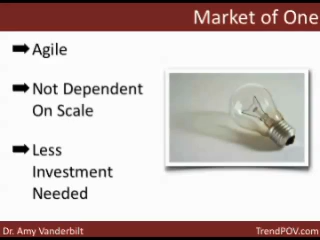 Market of One
Agile
Not Dependent
On Scale
Less
Investment
Needed
Dr. Amy Vanderbilt
TrendPOV.com